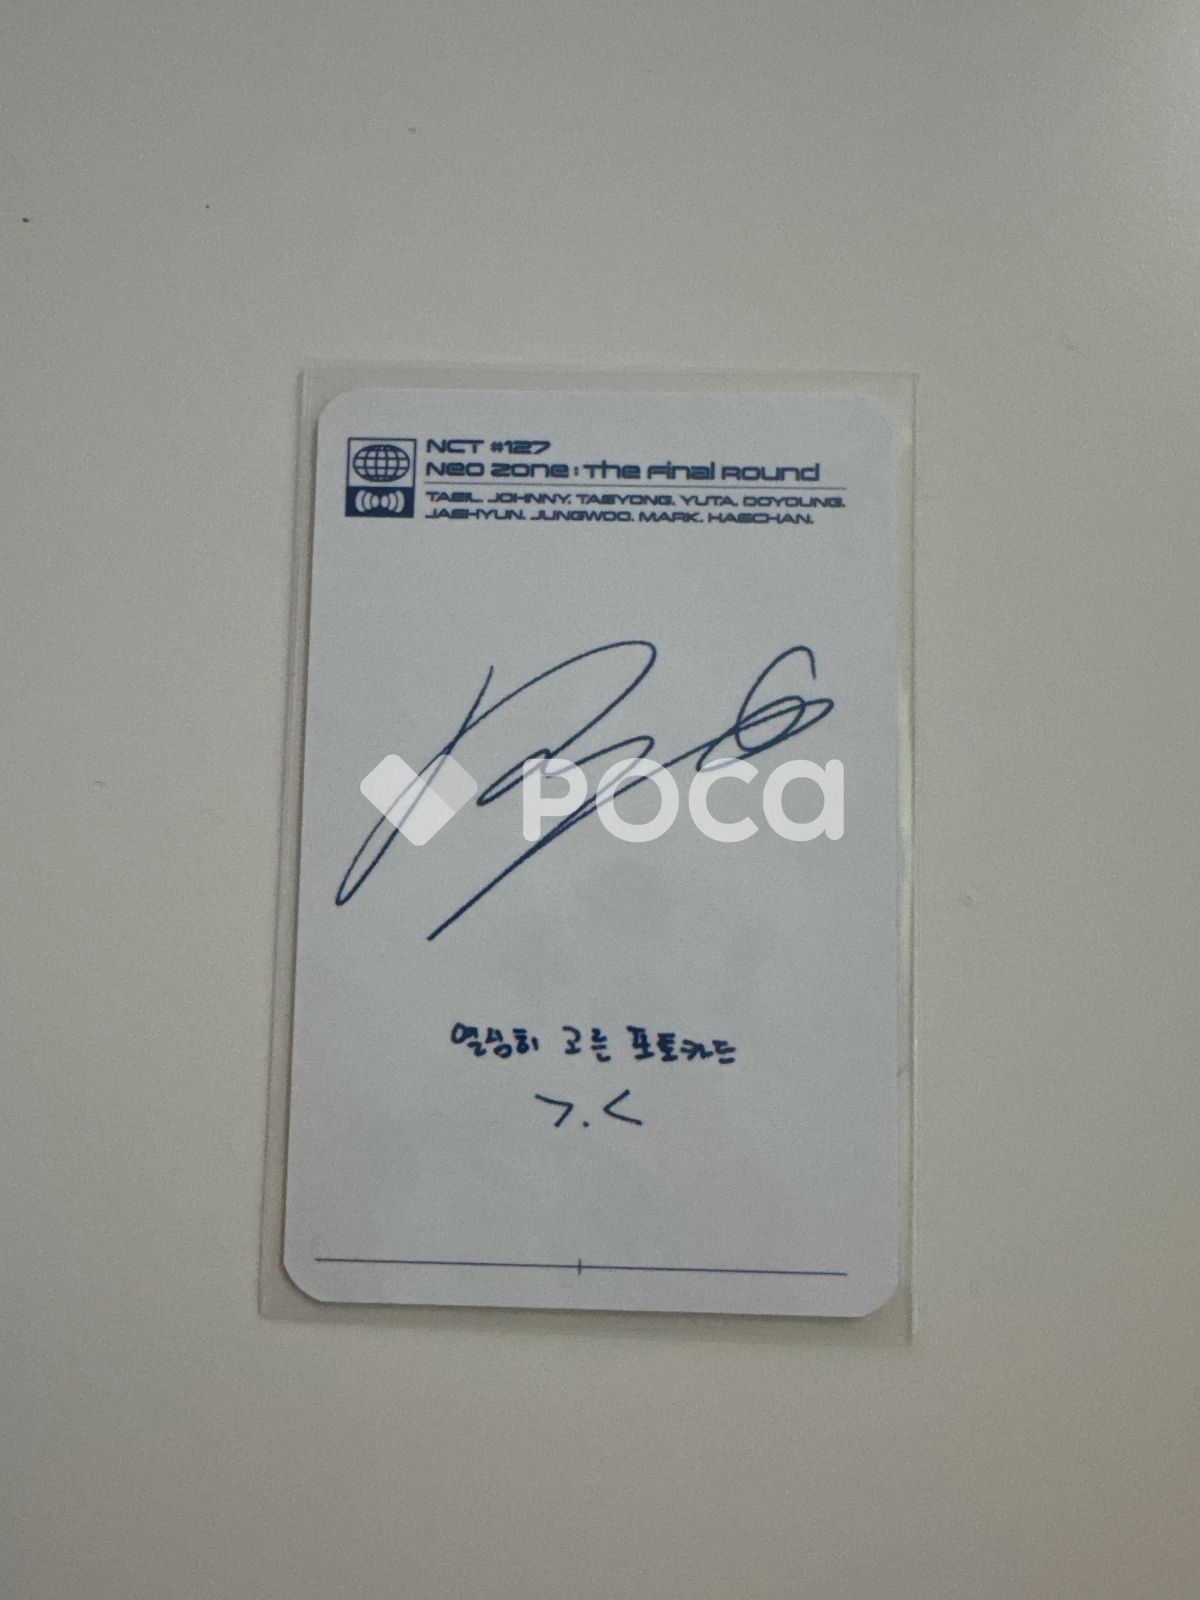 NCT #127
Neo Zone : The Final Round
TAEIL. JOHNNY. TAEYONG. YUTA. DOYOUNG.
JAEHYUN. JUNGWOO. MARK. HAECHAN.
POCA
열심히 고른 포토카드
>.<